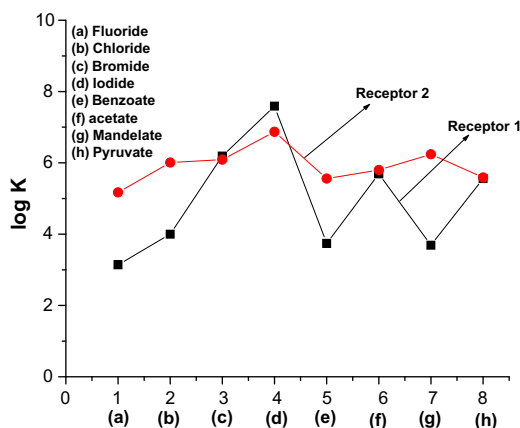 10
8
6
4
2
0
log K
(a) Fluoride
(b) Chloride
(c) Bromide
(d) Iodide
(e) Benzoate
(f) acetate
(g) Mandelate
(h) Pyruvate
Receptor 2
Receptor 1
0 1 2 3 4 5 6 7 8
(a) (b) (c) (d) (e) (f) (g) (h)